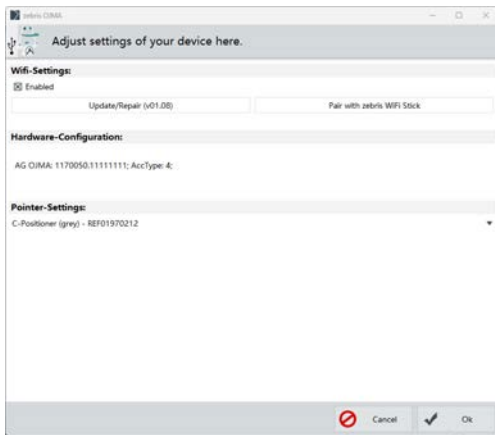 zebris OJMA
Adjust settings of your device here.
Wifi-Settings:
Enabled
Update/Repair (v01.08)
Pair with zebris WiFi Stick
Hardware-Configuration:
AG OJMA: 1170050.11111111; AccType: 4;
Pointer-Settings:
C-Positioner (grey) - REF01970212
Cancel
Ok